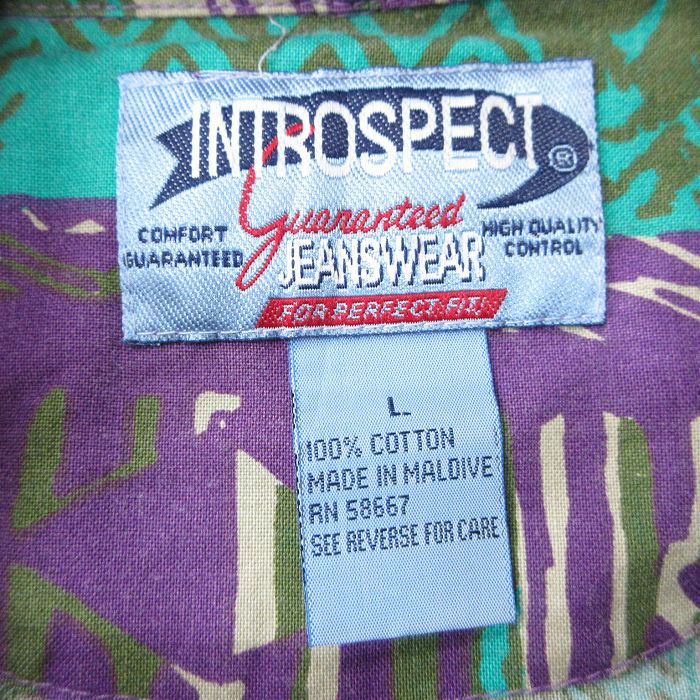 INTROSPECT ®
Guaranteed
COMFORT
GUARANTEED
HIGH QUALITY
CONTROL
JEANSWEAR
FOR PERFECT FIT!
L
100% COTTON
MADE IN MALDIVE
RN 58667
SEE REVERSE FOR CARE